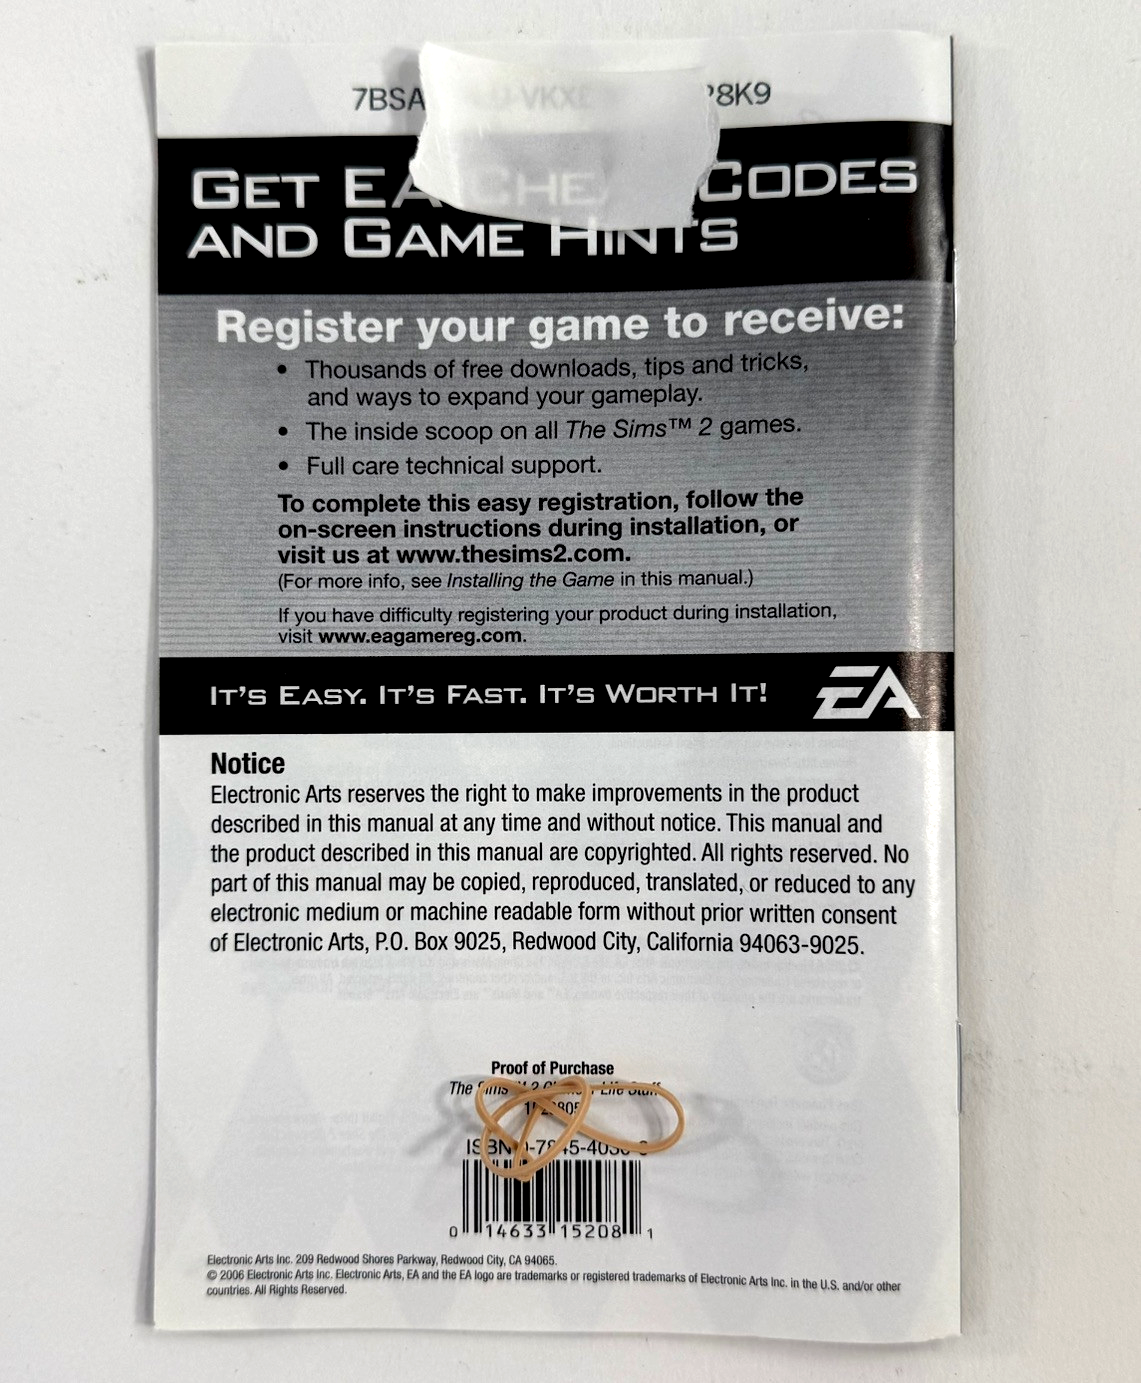 7BSA VKX 8K9
GET EA CHEA CODES
AND GAME HINTS
Register your game to receive:
• Thousands of free downloads, tips and tricks,
and ways to expand your gameplay.
• The inside scoop on all The Sims™ 2 games.
• Full care technical support.
To complete this easy registration, follow the
on-screen instructions during installation, or
visit us at www.thesims2.com.
(For more info, see Installing the Game in this manual.)
If you have difficulty registering your product during installation,
visit www.eagamereg.com.
IT'S EASY. IT'S FAST. IT'S WORTH IT!
EA
Notice
Electronic Arts reserves the right to make improvements in the product
described in this manual at any time and without notice. This manual and
the product described in this manual are copyrighted. All rights reserved. No
part of this manual may be copied, reproduced, translated, or reduced to any
electronic medium or machine readable form without prior written consent
of Electronic Arts, P.O. Box 9025, Redwood City, California 94063-9025.
Proof of Purchase
The Sims 2 Life Stuff
ISBN
0 14633 15208 1
Electronic Arts Inc. 209 Redwood Shores Parkway, Redwood City, CA 94065.
© 2006 Electronic Arts Inc. Electronic Arts, EA and the EA logo are trademarks or registered trademarks of Electronic Arts Inc. in the U.S. and/or other
countries. All Rights Reserved.